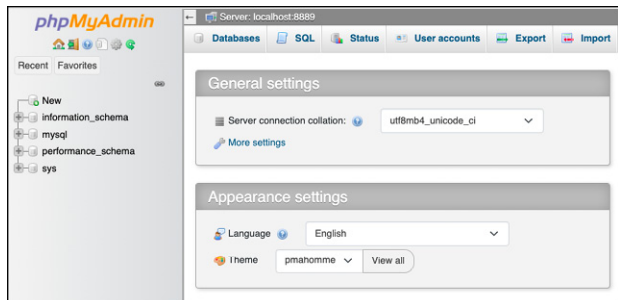 phpMyAdmin
Recent Favorites
New
information_schema
mysql
performance_schema
sys
Server: localhost:8889
Databases SQL Status User accounts Export Import
General settings
Server connection collation: utf8mb4_unicode_ci
More settings
Appearance settings
Language English
Theme pmahomme View all